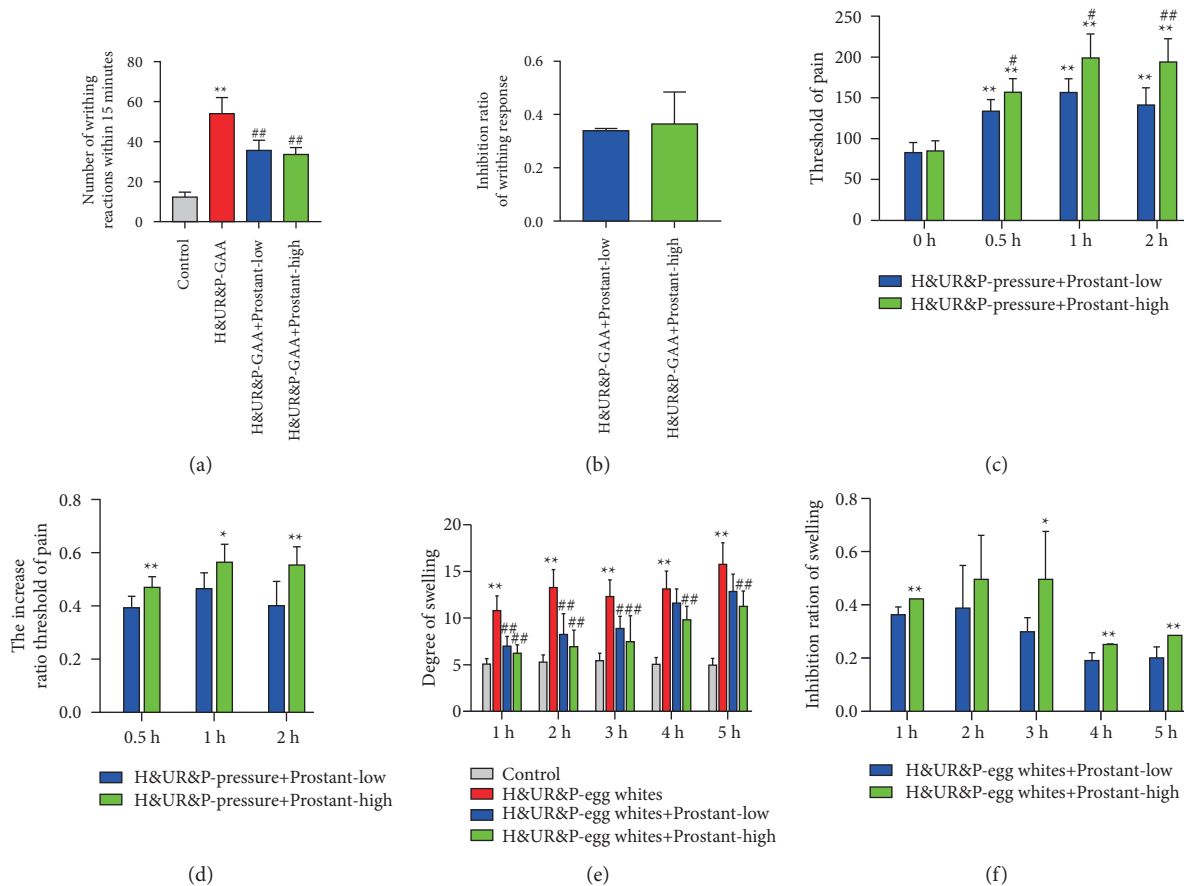 Number of writhing
reactions within 15 minutes
80
60
40
20
0
**
##
##
Control
H&UR&P-GAA
H&UR&P-GAA+Prostant-low
H&UR&P-GAA+Prostant-high
(a)
Inhibition ratio
of writhing response
0.6
0.4
0.2
0.0
H&UR&P-GAA+Prostant-low
H&UR&P-GAA+Prostant-high
(b)
Threshold of pain
250
200
150
100
50
0
**
#
**
**
#
**
**
##
**
0 h
0.5 h
1 h
2 h
H&UR&P-pressure+Prostant-low
H&UR&P-pressure+Prostant-high
(c)
The increase
ratio threshold of pain
0.8
0.6
0.4
0.2
0.0
**
*
**
0.5 h
1 h
2 h
H&UR&P-pressure+Prostant-low
H&UR&P-pressure+Prostant-high
(d)
Degree of swelling
20
15
10
5
0
**
##
##
**
##
##
**
###
**
##
**
##
1 h
2 h
3 h
4 h
5 h
Control
H&UR&P-egg whites
H&UR&P-egg whites+Prostant-low
H&UR&P-egg whites+Prostant-high
(e)
Inhibition ration of swelling
0.8
0.6
0.4
0.2
0.0
**
*
**
**
1 h
2 h
3 h
4 h
5 h
H&UR&P-egg whites+Prostant-low
H&UR&P-egg whites+Prostant-high
(f)